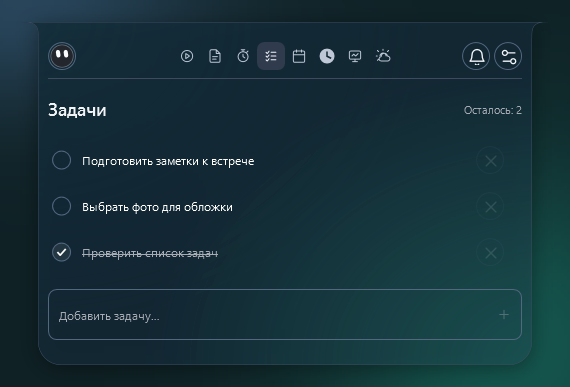 Задачи
Осталось: 2
Подготовить заметки к встрече
Выбрать фото для обложки
Проверить список задач
Добавить задачу...